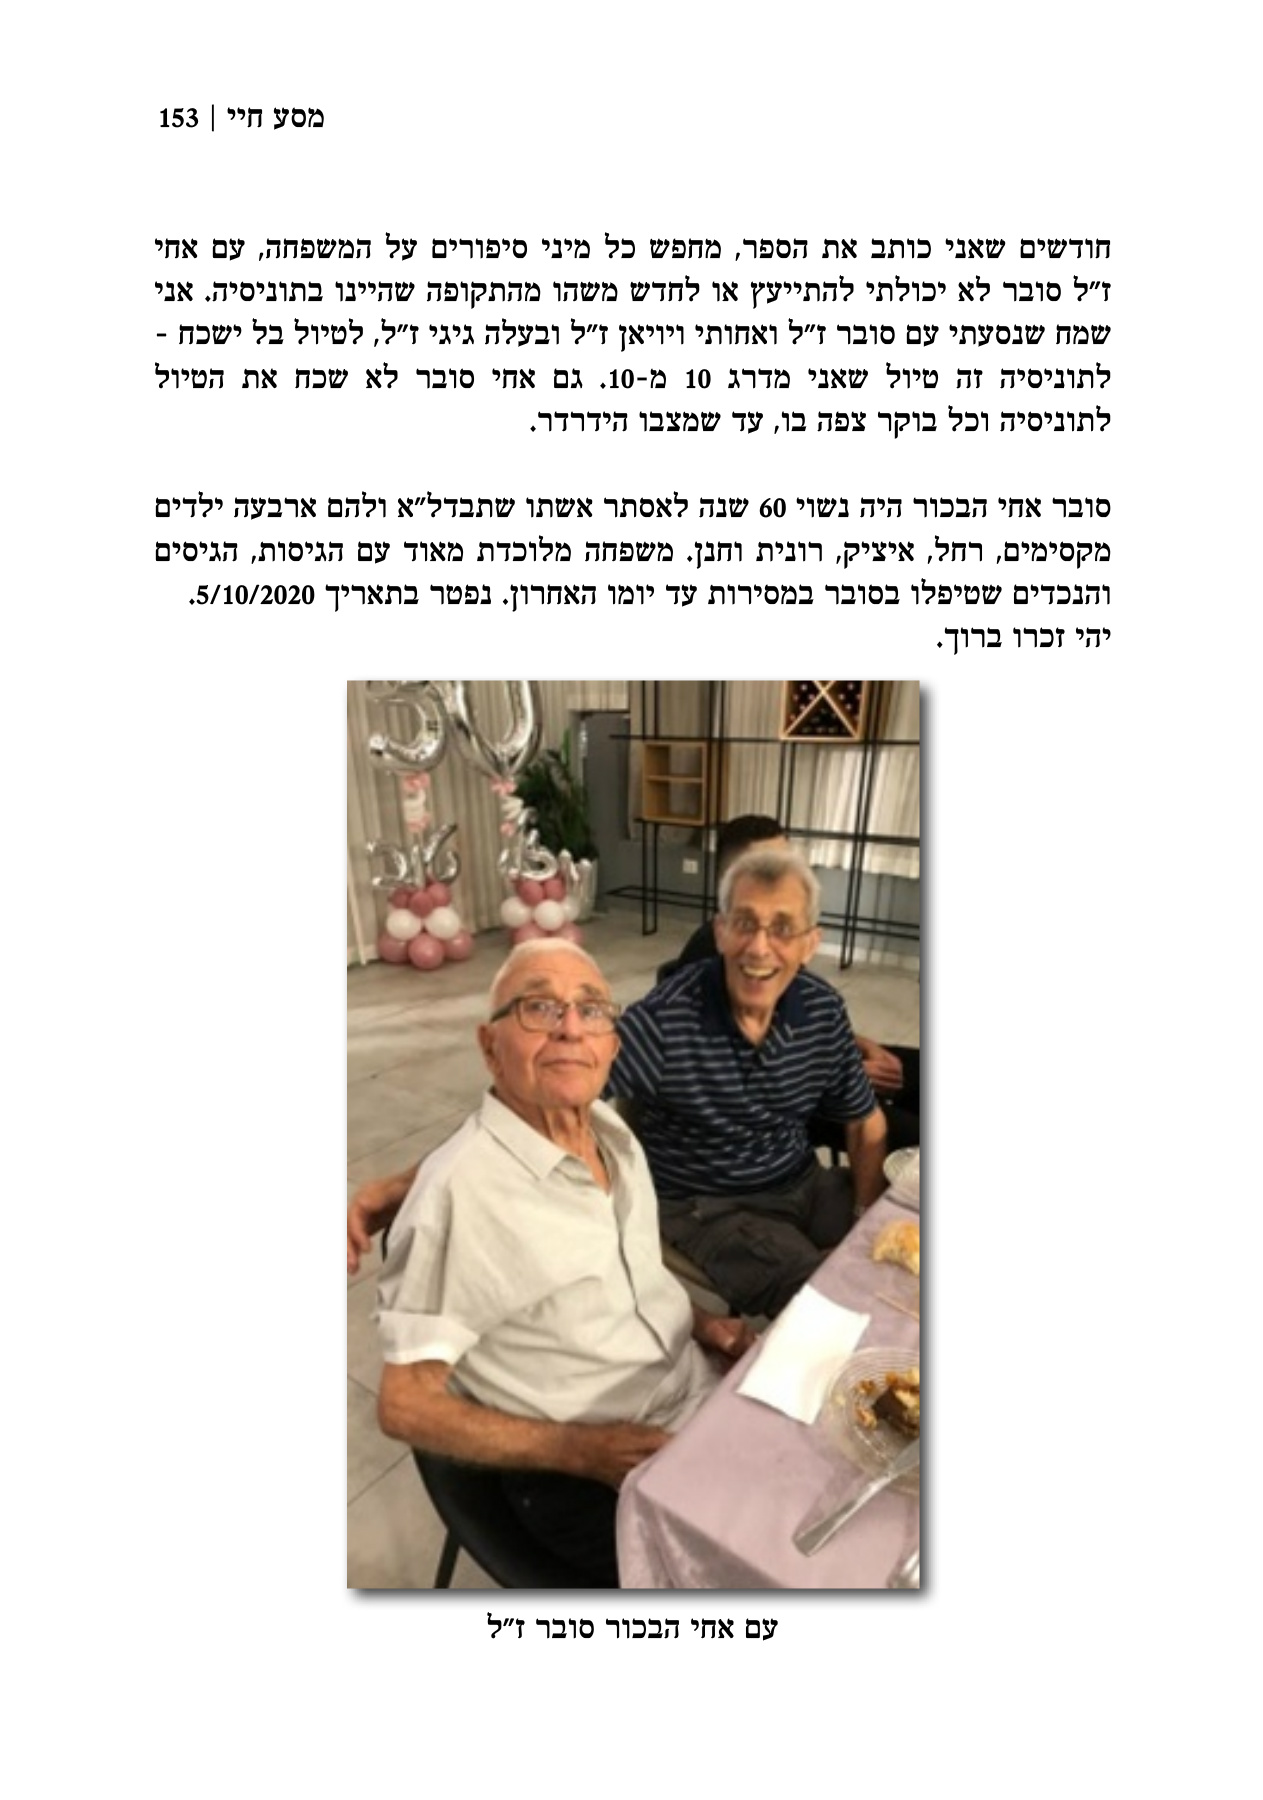 מסע חיי | 153
חודשים שאני כותב את הספר, מחפש כל מיני סיפורים על המשפחה, עם אחי
ז״ל סובר לא יכולתי להתייעץ או לחדש משהו מהתקופה שהיינו בתוניסיה. אני
שמח שנסעתי עם סובר ז״ל ואחותי ויויאן ז״ל ובעלה גיגי ז״ל, לטיול בל ישכח -
לתוניסיה זה טיול שאני מדרג 10 מ-10. גם אחי סובר לא שכח את הטיול
לתוניסיה וכל בוקר צפה בו, עד שמצבו הידרדר.
סובר אחי הבכור היה נשוי 60 שנה לאסתר אשתו שתבדל״א ולהם ארבעה ילדים
מקסימים, רחל, איציק, רונית וחנן. משפחה מלוכדת מאוד עם הגיסות, הגיסים
והנכדים שטיפלו בסובר במסירות עד יומו האחרון. נפטר בתאריך 5/10/2020.
יהי זכרו ברוך.
עם אחי הבכור סובר ז״ל